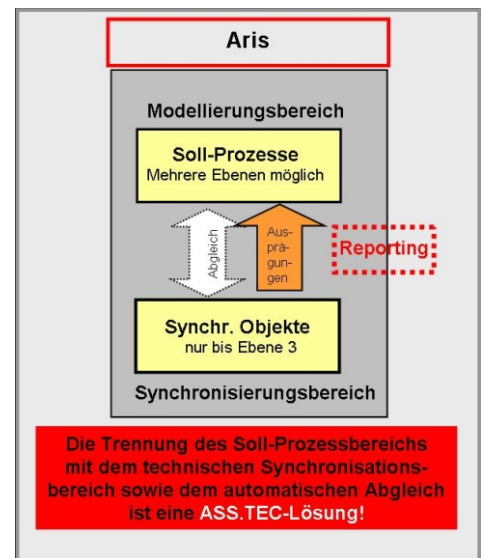 Aris
Modellierungsbereich
Soll-Prozesse
Mehrere Ebenen möglich
Abgleich
Aus-
prä-
gun-
gen
Reporting
Synchr. Objekte
nur bis Ebene 3
Synchronisierungsbereich
Die Trennung des Soll-Prozessbereichs
mit dem technischen Synchronisations-
bereich sowie dem automatischen Abgleich
ist eine ASS.TEC-Lösung!